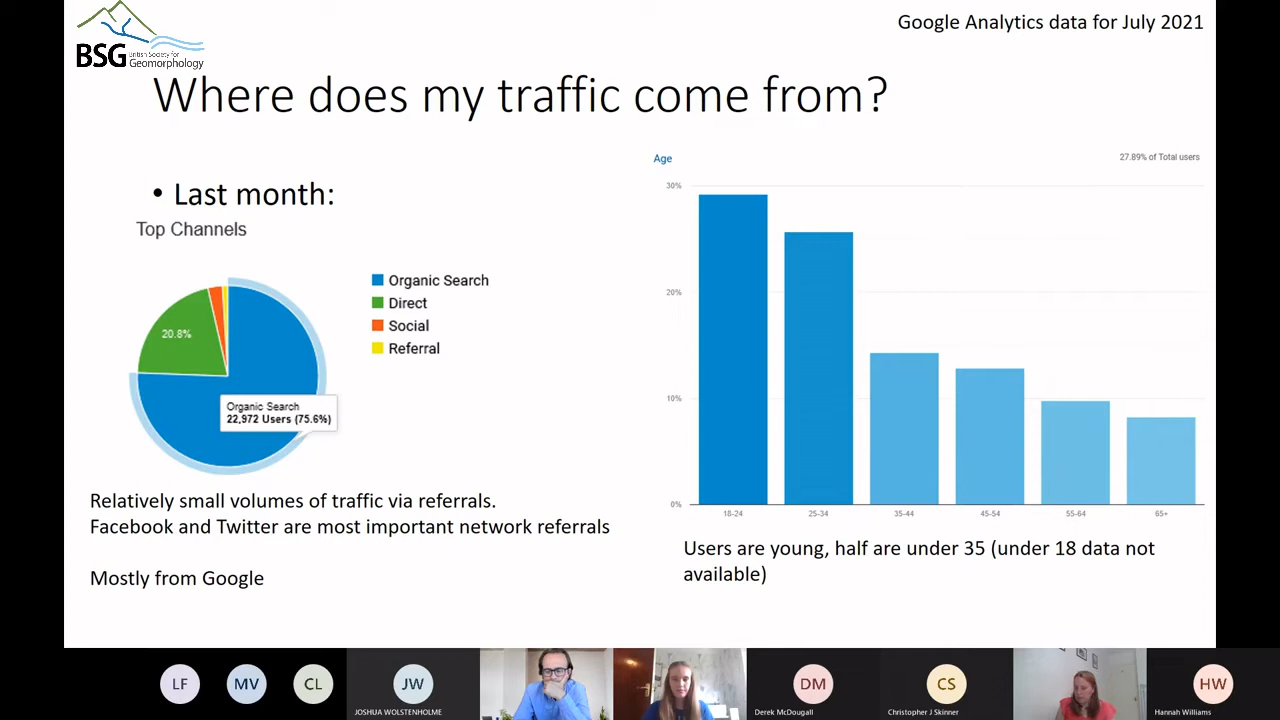 Google Analytics data for July 2021
BSG British Society for
Geomorphology
Where does my traffic come from?
• Last month:
Top Channels
20.8%
Organic Search
22,972 Users (75.6%)
Organic Search
Direct
Social
Referral
Relatively small volumes of traffic via referrals.
Facebook and Twitter are most important network referrals
Mostly from Google
Age
27.89% of Total users
30%
20%
10%
0%
18-24 25-34 35-44 45-54 55-64 65+
Users are young, half are under 35 (under 18 data not
available)
LF MV CL JW DM CS HW
JOSHUA WOLSTENHOLME Derek McDougall Christopher J Skinner Hannah Williams